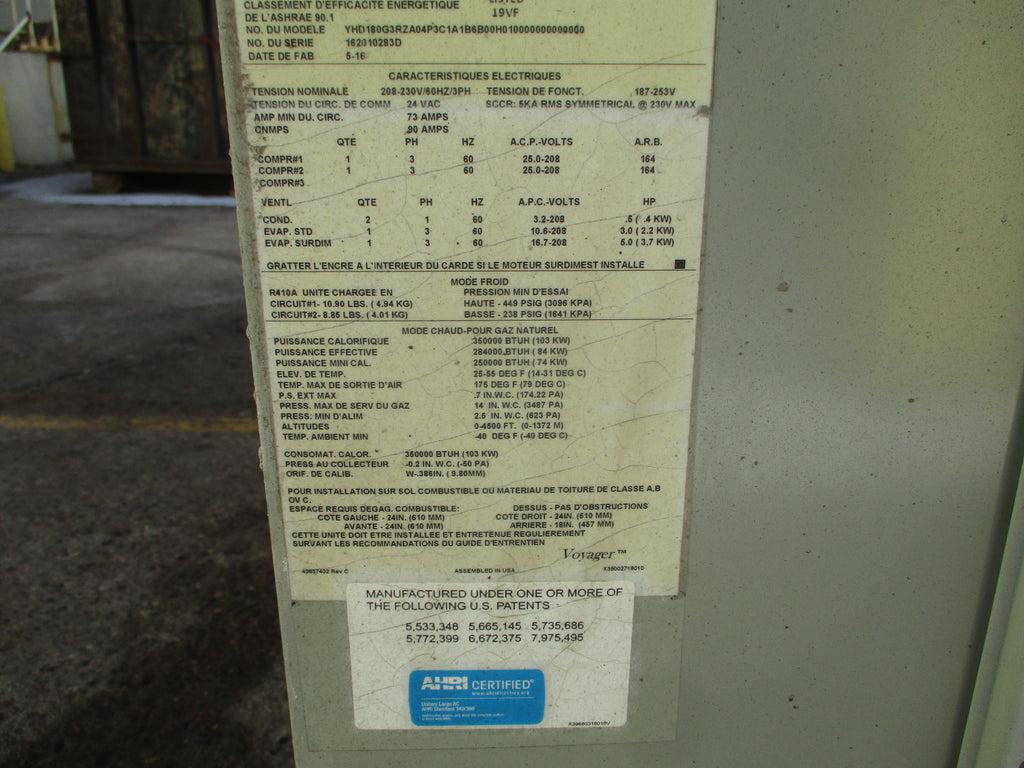 CLASSEMENT D'EFFICACITE ENERGETIQUE LISTED
DE L'ASHRAE 90.1 19VF
NO. DU MODELE YHD180G3RZA04P3C1A1B6B00H010000000000000
NO. DU SERIE 162010283D
DATE DE FAB 5-16
CARACTERISTIQUES ELECTRIQUES
TENSION NOMINALE 208-230V/60HZ/3PH TENSION DE FONCT. 187-253V
TENSION DU CIRC. DE COMM 24 VAC SCCR: 5KA RMS SYMMETRICAL @ 230V MAX
AMP MIN DU. CIRC. 73 AMPS
CNMPS 90 AMPS
QTE PH HZ A.C.P.-VOLTS A.R.B.
COMPR#1 1 3 60 25.0-208 164
COMPR#2 1 3 60 25.0-208 164
COMPR#3
VENTL QTE PH HZ A.P.C.-VOLTS HP
COND. 2 1 60 3.2-208 .5 ( .4 KW)
EVAP. STD 1 3 60 10.6-208 3.0 ( 2.2 KW)
EVAP. SURDIM 1 3 60 16.7-208 5.0 ( 3.7 KW)
GRATTER L'ENCRE A L'INTERIEUR DU CARDE SI LE MOTEUR SURDIMEST INSTALLE
MODE FROID
R410A UNITE CHARGEE EN PRESSION MIN D'ESSAI
CIRCUIT#1- 10.90 LBS. ( 4.94 KG) HAUTE - 449 PSIG (3096 KPA)
CIRCUIT#2- 8.85 LBS. ( 4.01 KG) BASSE - 238 PSIG (1641 KPA)
MODE CHAUD-POUR GAZ NATUREL
PUISSANCE CALORIFIQUE 350000 BTUH (103 KW)
PUISSANCE EFFECTIVE 284000 BTUH ( 84 KW)
PUISSANCE MINI CAL. 250000 BTUH ( 74 KW)
ELEV. DE TEMP. 25-55 DEG F (14-31 DEG C)
TEMP. MAX DE SORTIE D'AIR 175 DEG F (79 DEG C)
P.S. EXT MAX .7 IN.W.C. (174.22 PA)
PRESS. MAX DE SERV DU GAZ 14 IN. W.C. (3487 PA)
PRESS: MIN D'ALIM 2.5 IN. W.C. (623 PA)
ALTITUDES 0-4500 FT. (0-1372 M)
TEMP. AMBIENT MIN -40 DEG F (-40 DEG C)
CONSOMAT. CALOR. 350000 BTUH (103 KW)
PRESS AU COLLECTEUR -0.2 IN. W.C. (-50 PA)
ORIF. DE CALIB. W-.386IN. ( 9.80MM)
POUR INSTALLATION SUR SOL COMBUSTIBLE OU MATERIAU DE TOITURE DE CLASSE A,B
OV C.
ESPACE REQUIS DEGAG. COMBUSTIBLE: DESSUS - PAS D'OBSTRUCTIONS
COTE GAUCHE - 24IN. (610 MM) COTE DROIT - 24IN. (610 MM)
AVANTE - 24IN. (610 MM) ARRIERE - 18IN. (457 MM)
CETTE UNITE DOIT ETRE INSTALLEE ET ENTRETENUE REGULIEREMENT
SURVANT LES RECOMMANDATIONS DU GUIDE D'ENTRETIEN
Voyager™
49857402 Rev C ASSEMBLED IN USA X39002719010
MANUFACTURED UNDER ONE OR MORE OF
THE FOLLOWING U.S. PATENTS
5,533,348 5,665,145 5,735,686
5,772,399 6,672,375 7,975,495
AHRI CERTIFIED®
www.ahridirectory.org
Unitary Large AC
AHRI Standard 340/360